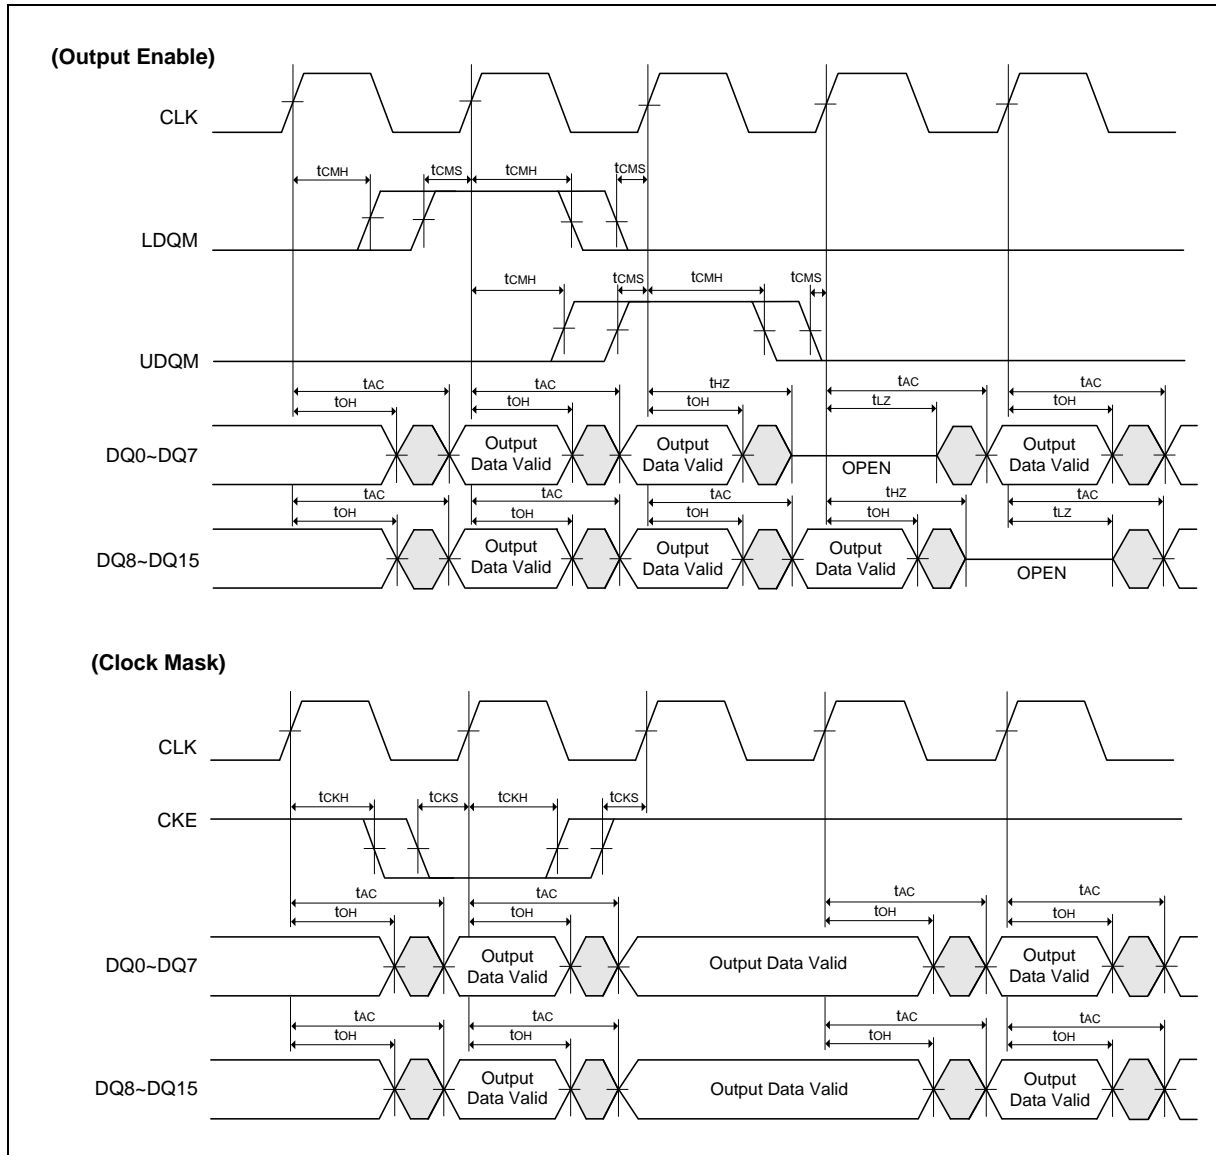 (Output Enable)
CLK
tCMH tCMS tCMH tCMS
LDQM
tCMH tCMS tCMH tCMS
UDQM
tAC tAC tHZ tAC tAC
tOH tOH tOH tLZ tOH
DQ0~DQ7
Output Data Valid
Output Data Valid
OPEN
Output Data Valid
tAC tAC tAC tHZ tAC
tOH tOH tOH tOH tLZ
DQ8~DQ15
Output Data Valid
Output Data Valid
Output Data Valid
OPEN
(Clock Mask)
CLK
tCKH tCKS tCKH tCKS
CKE
tAC tAC tAC tAC
tOH tOH tOH tOH
DQ0~DQ7
Output Data Valid
Output Data Valid
Output Data Valid
tAC tAC tAC tAC
tOH tOH tOH tOH
DQ8~DQ15
Output Data Valid
Output Data Valid
Output Data Valid